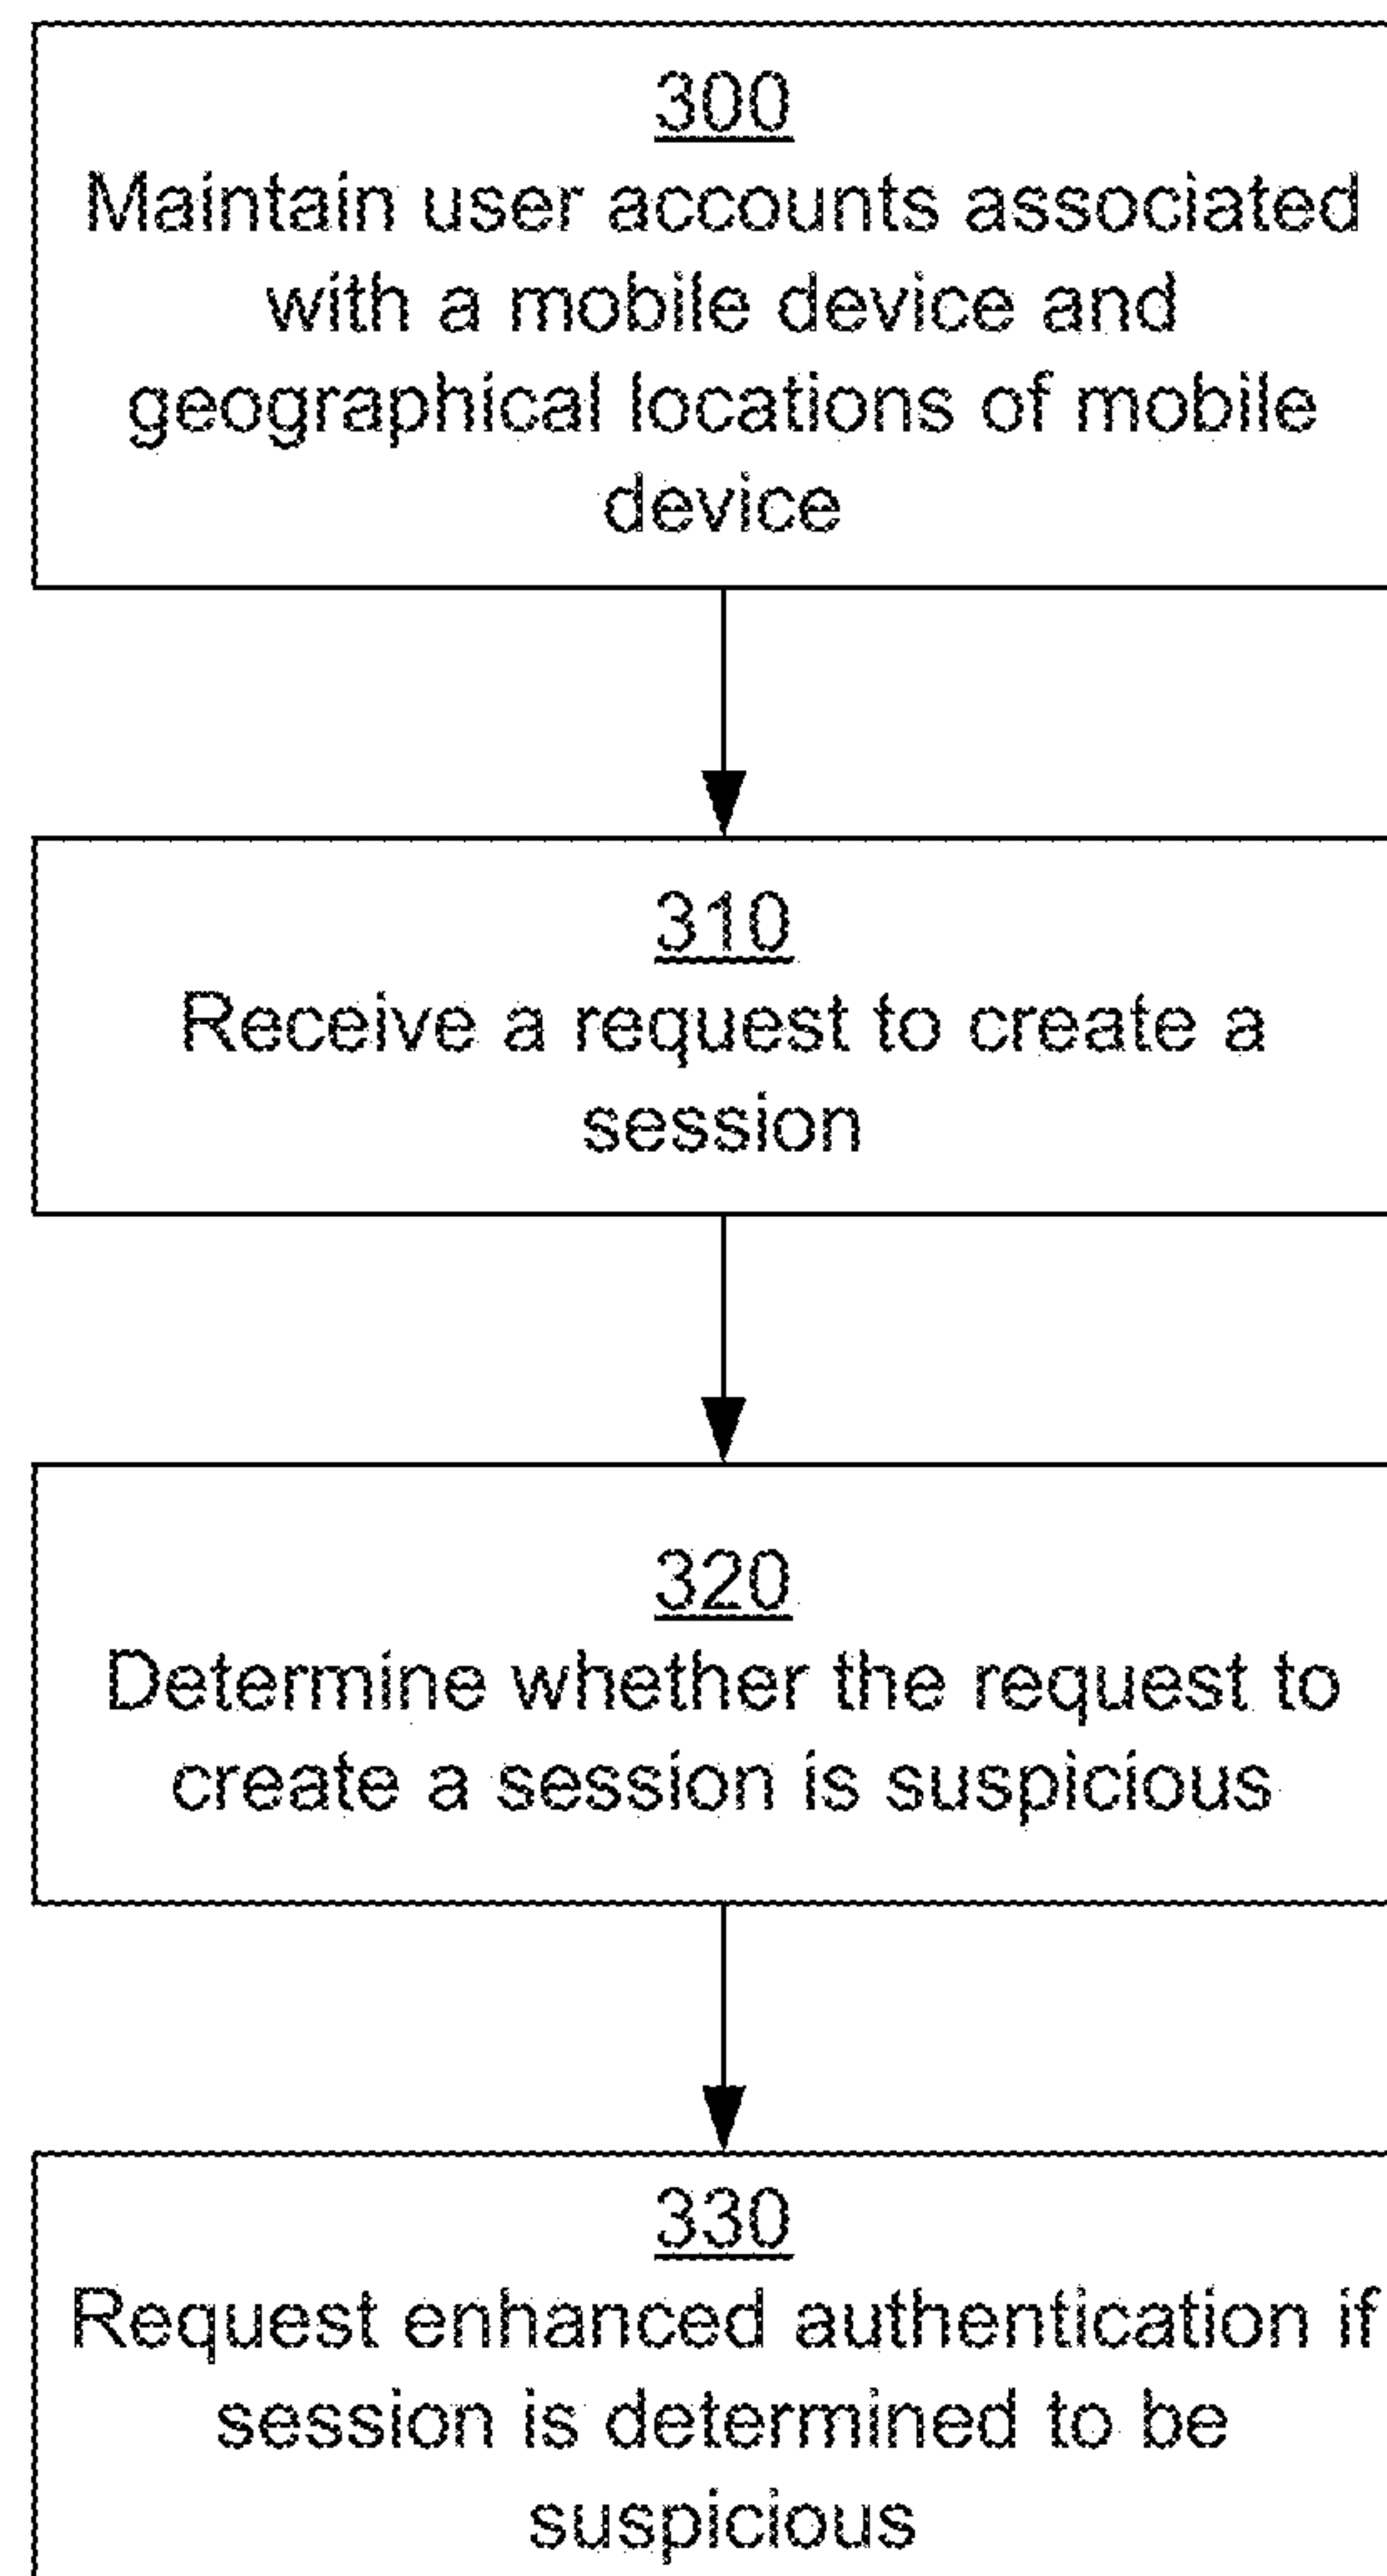 300
Maintain user accounts associated
with a mobile device and
geographical locations of mobile
device
310
Receive a request to create a
session
320
Determine whether the request to
create a session is suspicious
330
Request enhanced authentication if
session is determined to be
suspicious